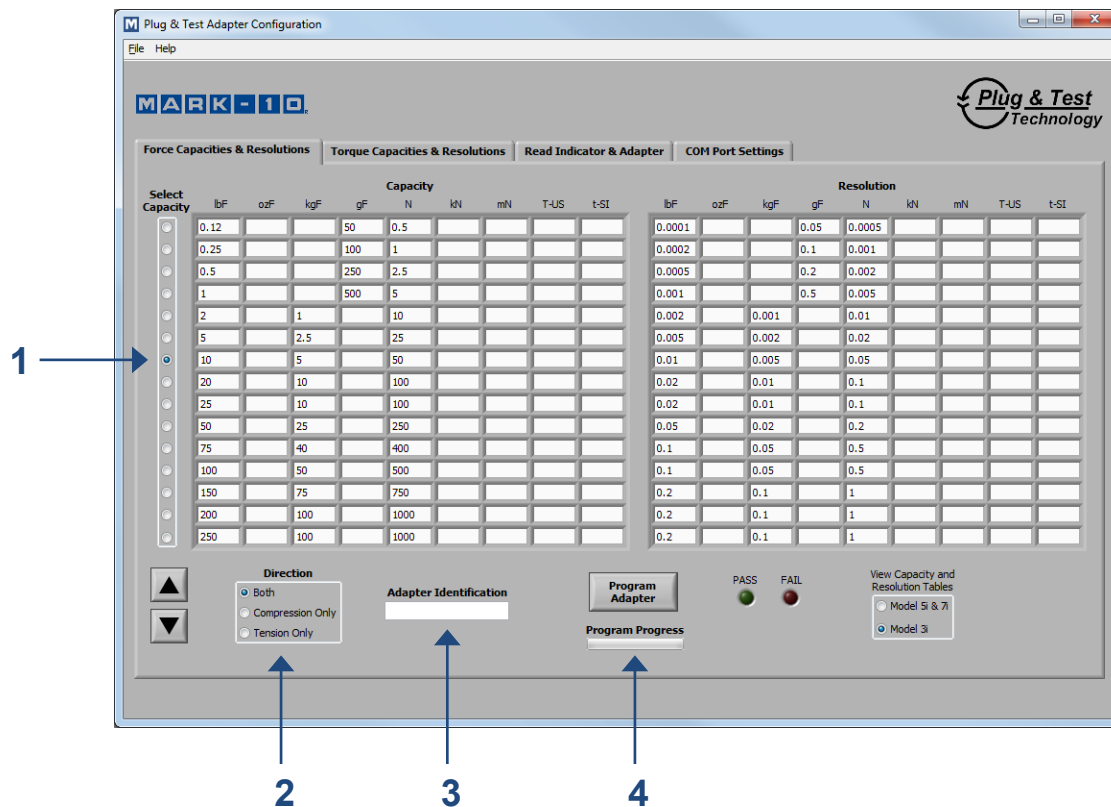 Plug & Test Adapter Configuration
File Help
MARK-10
Plug & Test
Technology
Force Capacities & Resolutions Torque Capacities & Resolutions Read Indicator & Adapter COM Port Settings
Capacity Resolution
Select
Capacity lbF ozF kgF gF N kN mN T-US t-SI lbF ozF kgF gF N kN mN T-US t-SI
0.12 50 0.5 0.0001 0.05 0.0005
0.25 100 1 0.0002 0.1 0.001
0.5 250 2.5 0.0005 0.2 0.002
1 500 5 0.001 0.5 0.005
2 1 10 0.002 0.001 0.01
5 2.5 25 0.005 0.002 0.02
1 10 5 50 0.01 0.005 0.05
20 10 100 0.02 0.01 0.1
25 10 100 0.02 0.01 0.1
50 25 250 0.05 0.02 0.2
75 40 400 0.1 0.05 0.5
100 50 500 0.1 0.05 0.5
150 75 750 0.2 0.1 1
200 100 1000 0.2 0.1 1
250 100 1000 0.2 0.1 1
Direction
Both
Compression Only
Tension Only
Adapter Identification
Program
Adapter
Program Progress
PASS FAIL
View Capacity and
Resolution Tables
Model 5i & 7i
Model 3i
2 3 4